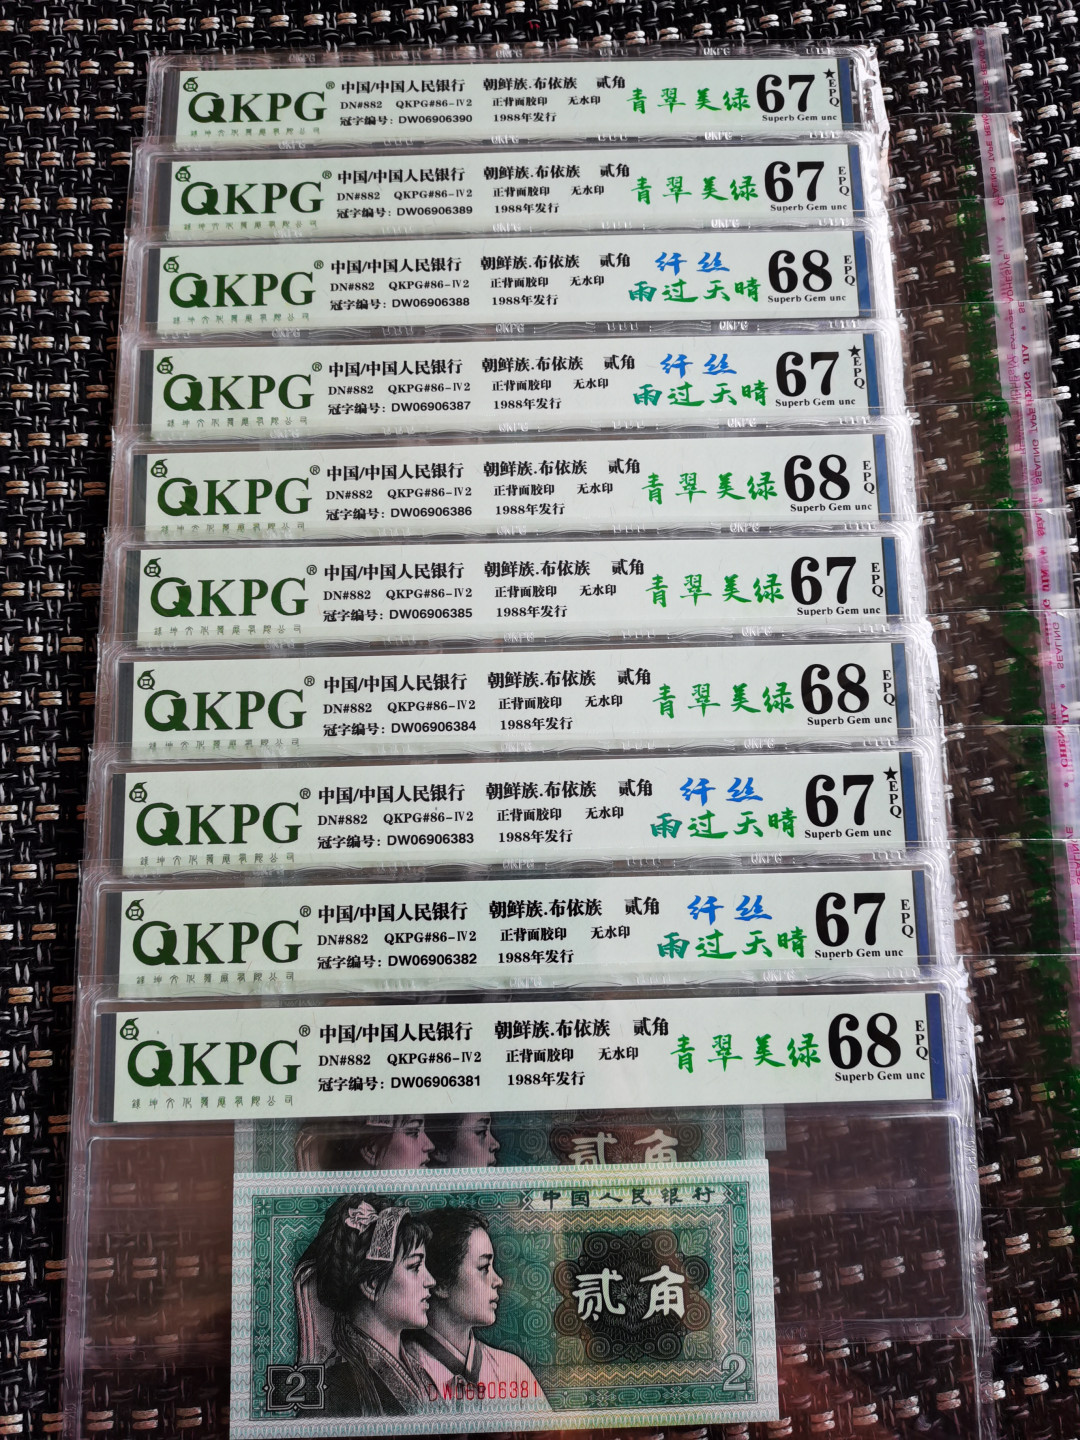 QKPG® 中国/中国人民银行 朝鲜族.布依族 贰角 青翠美绿 67★EPQ
DN#882 QKPG#86-Ⅳ2 正背面胶印 无水印
冠字编号: DW06906390 1988年发行 Superb Gem unc
QKPG® 中国/中国人民银行 朝鲜族.布依族 贰角 青翠美绿 67 EPQ
DN#882 QKPG#86-Ⅳ2 正背面胶印 无水印
冠字编号: DW06906389 1988年发行 Superb Gem unc
QKPG® 中国/中国人民银行 朝鲜族.布依族 贰角 纤丝 68 EPQ
DN#882 QKPG#86-Ⅳ2 正背面胶印 无水印 雨过天晴
冠字编号: DW06906388 1988年发行 Superb Gem unc
QKPG® 中国/中国人民银行 朝鲜族.布依族 贰角 纤丝 67★EPQ
DN#882 QKPG#86-Ⅳ2 正背面胶印 无水印 雨过天晴
冠字编号: DW06906387 1988年发行 Superb Gem unc
QKPG® 中国/中国人民银行 朝鲜族.布依族 贰角 青翠美绿 68 EPQ
DN#882 QKPG#86-Ⅳ2 正背面胶印 无水印
冠字编号: DW06906386 1988年发行 Superb Gem unc
QKPG® 中国/中国人民银行 朝鲜族.布依族 贰角 青翠美绿 67 EPQ
DN#882 QKPG#86-Ⅳ2 正背面胶印 无水印
冠字编号: DW06906385 1988年发行 Superb Gem unc
QKPG® 中国/中国人民银行 朝鲜族.布依族 贰角 青翠美绿 68 EPQ
DN#882 QKPG#86-Ⅳ2 正背面胶印 无水印
冠字编号: DW06906384 1988年发行 Superb Gem unc
QKPG® 中国/中国人民银行 朝鲜族.布依族 贰角 纤丝 67★EPQ
DN#882 QKPG#86-Ⅳ2 正背面胶印 无水印 雨过天晴
冠字编号: DW06906383 1988年发行 Superb Gem unc
QKPG® 中国/中国人民银行 朝鲜族.布依族 贰角 纤丝 67 EPQ
DN#882 QKPG#86-Ⅳ2 正背面胶印 无水印 雨过天晴
冠字编号: DW06906382 1988年发行 Superb Gem unc
QKPG® 中国/中国人民银行 朝鲜族.布依族 贰角 青翠美绿 68 EPQ
DN#882 QKPG#86-Ⅳ2 正背面胶印 无水印
冠字编号: DW06906381 1988年发行 Superb Gem unc
贰角
中国人民银行
贰角
2 DW06906381 2